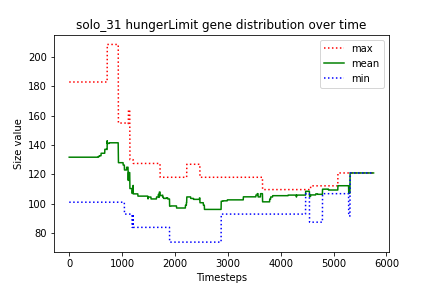 solo_31 hungerLimit gene distribution over time
max
mean
min
Size value
200
180
160
140
120
100
80
0 1000 2000 3000 4000 5000 6000
Timesteps